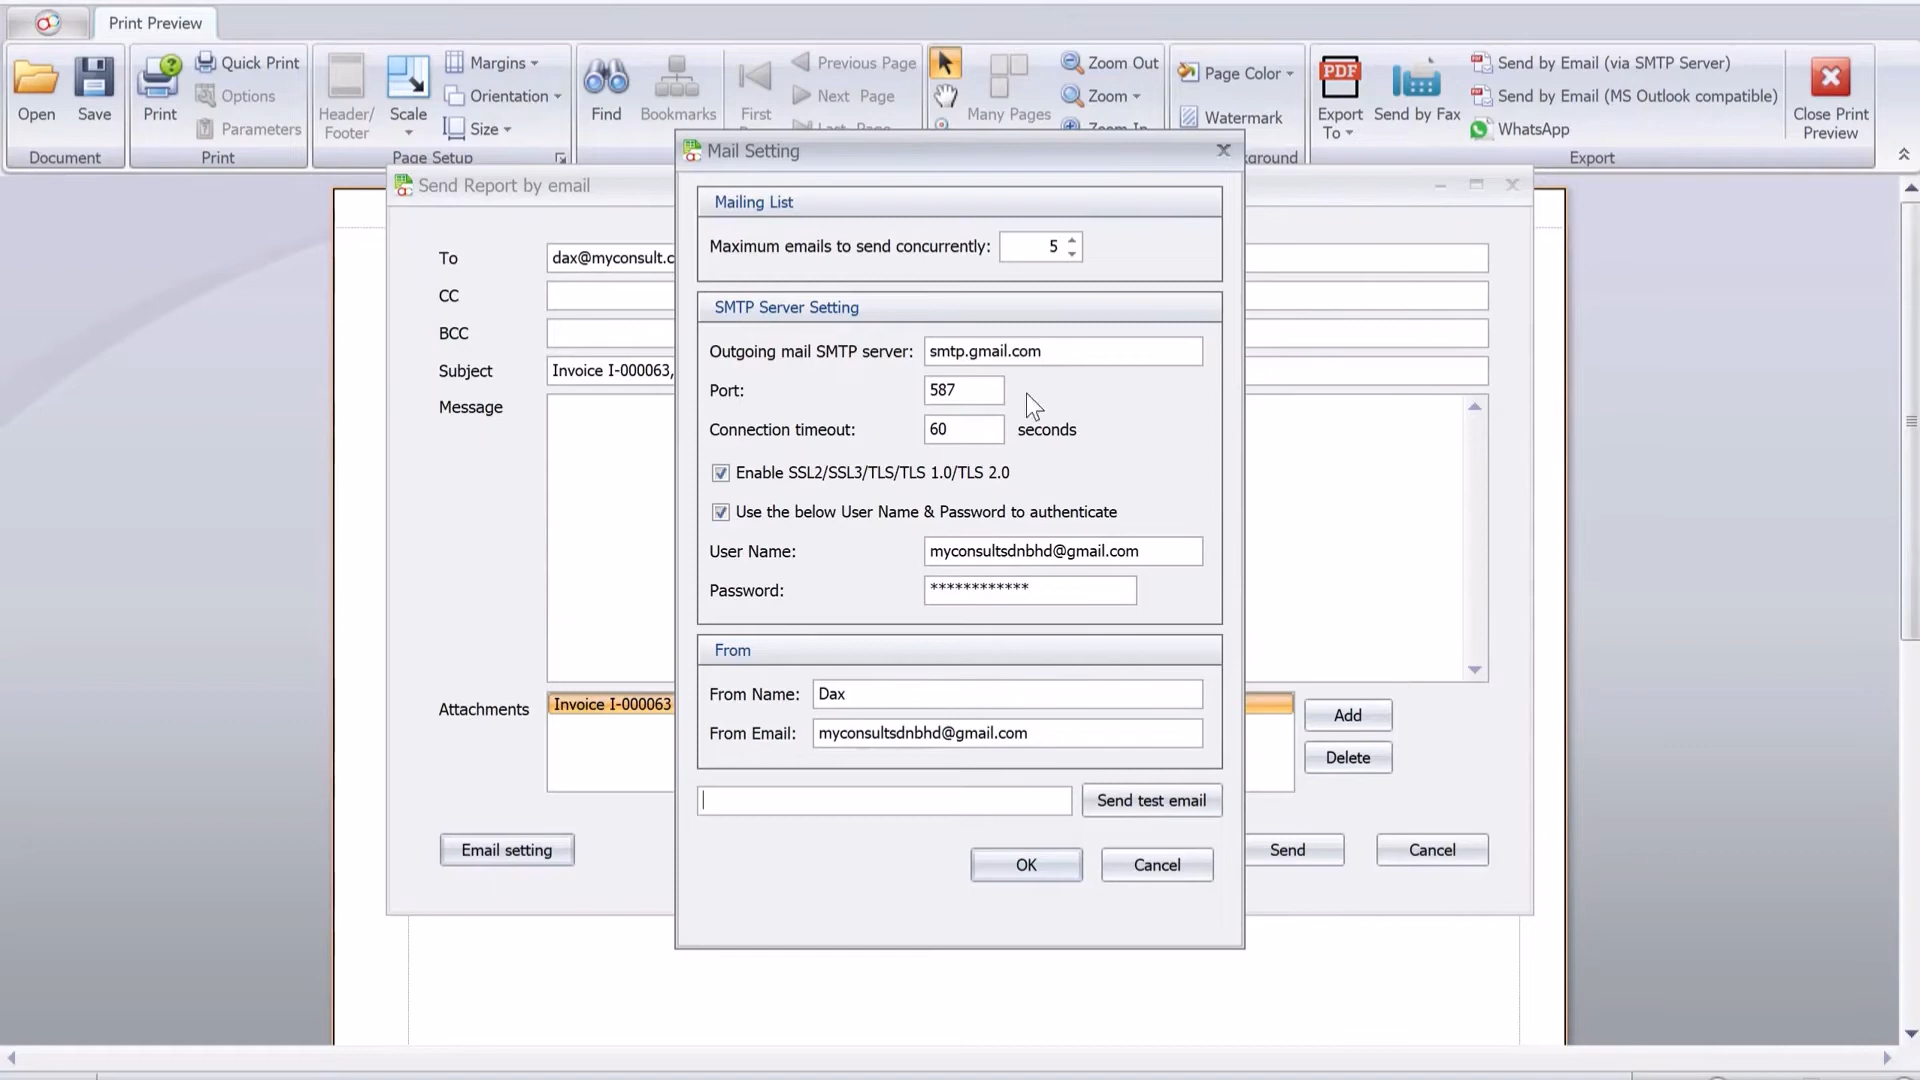 Print Preview
Open
Save
Document
Print
Quick Print
Options
Parameters
Print
Header/
Footer
Scale
Margins
Orientation
Size
Page Setup
Find
Bookmarks
First
Previous Page
Next Page
Last Page
Many Pages
Zoom Out
Zoom
Zoom In
Page Color
Watermark
ground
PDF
Export
To
Send by Fax
Send by Email (via SMTP Server)
Send by Email (MS Outlook compatible)
WhatsApp
Export
Close Print
Preview
Send Report by email
To
dax@myconsult.c
CC
BCC
Subject
Invoice I-000063,
Message
Attachments
Invoice I-000063
Add
Delete
Email setting
Send
Cancel
Mail Setting
Mailing List
Maximum emails to send concurrently: 5
SMTP Server Setting
Outgoing mail SMTP server: smtp.gmail.com
Port: 587
Connection timeout: 60 seconds
Enable SSL2/SSL3/TLS/TLS 1.0/TLS 2.0
Use the below User Name & Password to authenticate
User Name: myconsultsdnbhd@gmail.com
Password: ************
From
From Name: Dax
From Email: myconsultsdnbhd@gmail.com
Send test email
OK
Cancel